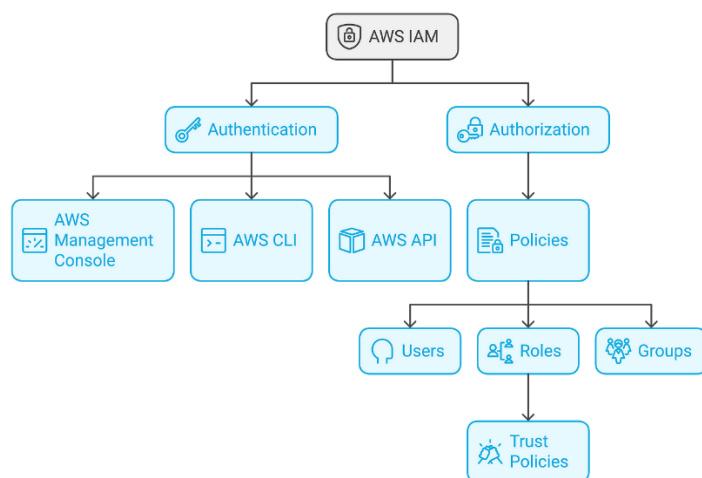 AWS IAM
Authentication
Authorization
AWS
Management
Console
AWS CLI
AWS API
Policies
Users
Roles
Groups
Trust
Policies